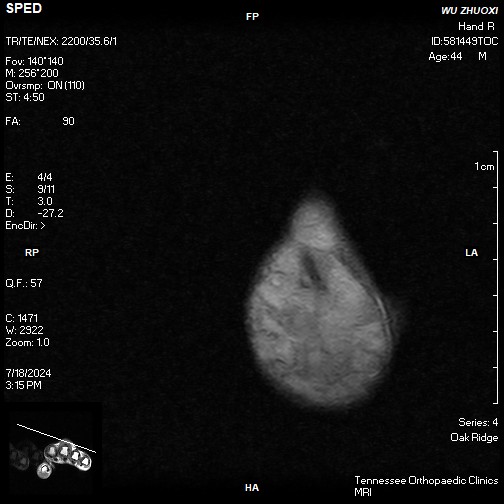 SPED
FP
WU ZHUOXI
Hand R
TR/TE/NEX: 2200/35.6/1
ID:581449TOC
Age:44 M
Fov: 140*140
M: 256*200
Ovrsmp: ON (110)
ST: 4:50
FA: 90
1cm
E: 4/4
S: 9/11
T: 3.0
D: -27.2
EncDir: >
RP
LA
Q.F.: 57
C: 1471
W: 2922
Zoom: 1.0
7/18/2024
3:15 PM
Series: 4
Oak Ridge
HA
Tennessee Orthopaedic Clinics
MRI